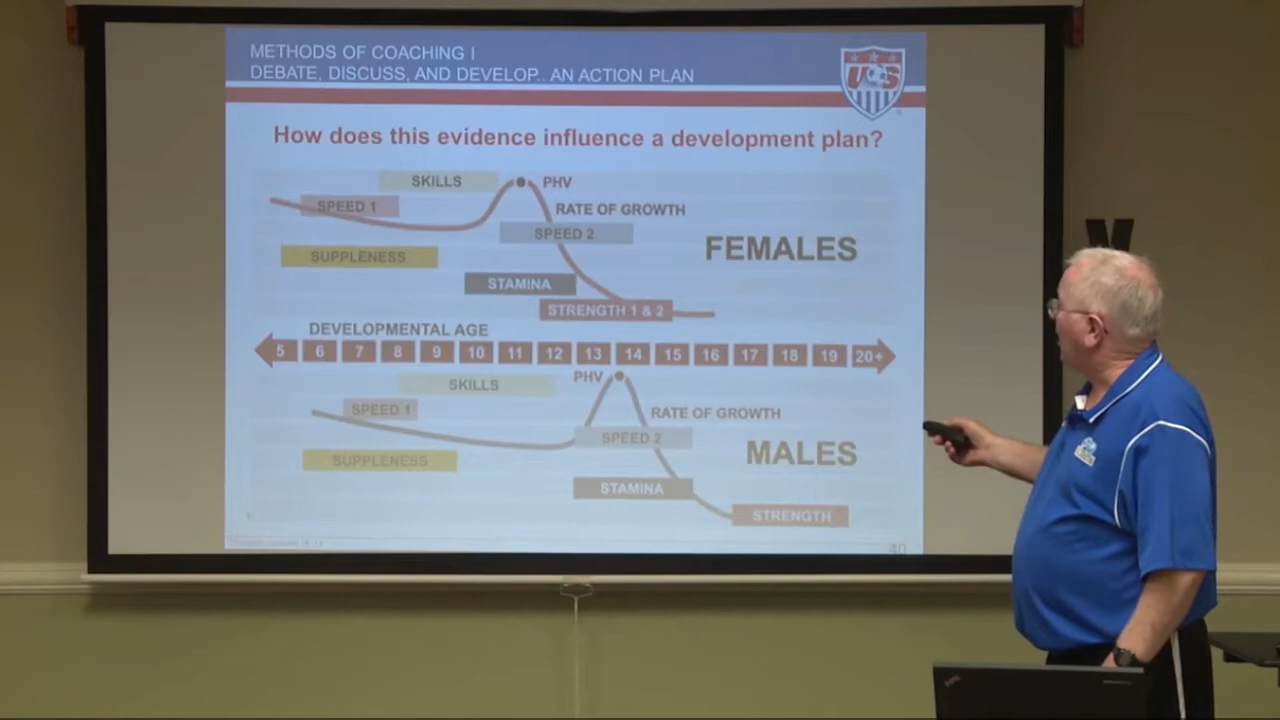 METHODS OF COACHING I
DEBATE, DISCUSS, AND DEVELOP.. AN ACTION PLAN
US
How does this evidence influence a development plan?
SKILLS
PHV
SPEED 1
RATE OF GROWTH
SPEED 2
FEMALES
SUPPLENESS
STAMINA
STRENGTH 1 & 2
DEVELOPMENTAL AGE
5 6 7 8 9 10 11 12 13 14 15 16 17 18 19 20+
SKILLS
PHV
SPEED 1
RATE OF GROWTH
SPEED 2
MALES
SUPPLENESS
STAMINA
STRENGTH
40